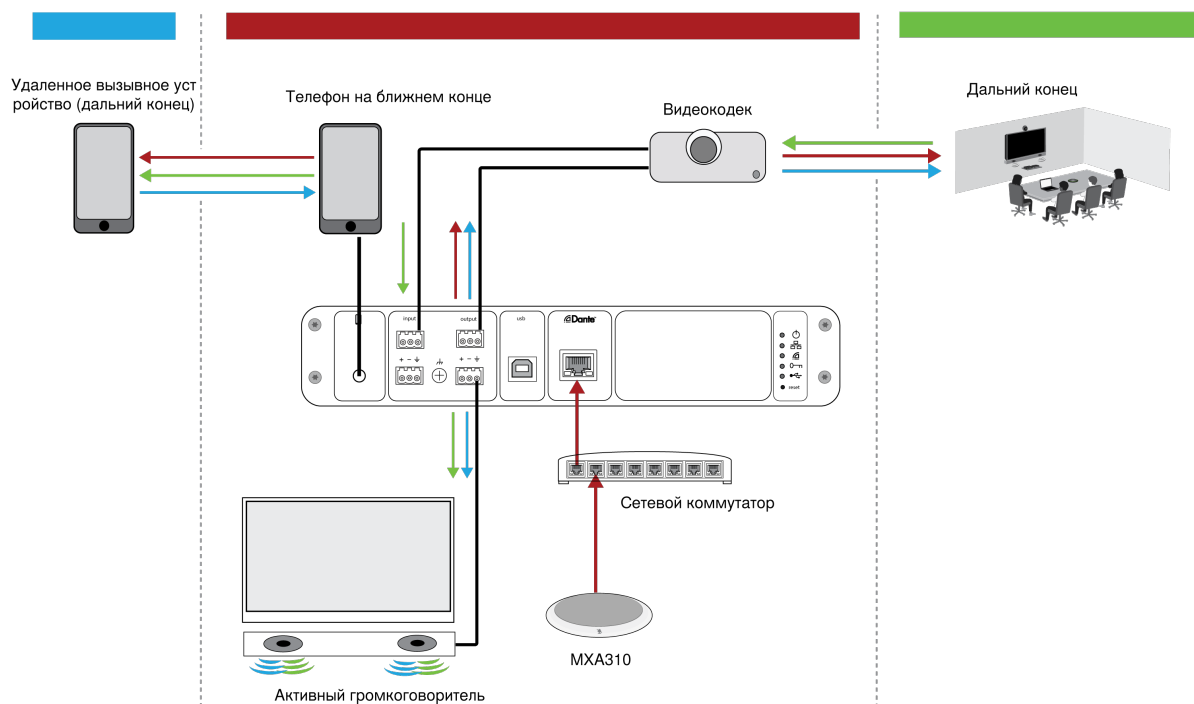 Удаленное вызывное уст
ройство (дальний конец)
Телефон на ближнем конце
Видеокодек
Дальний конец
input
output
usb
Dante
+ -
+ -
reset
Сетевой коммутатор
MXA310
Активный громкоговоритель